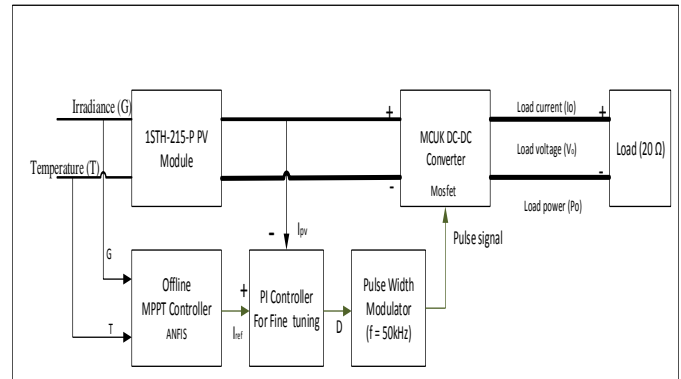 Irradiance (G)
1STH-215-P PV
Module
Temperature (T)
+
-
MCUK DC-DC
Converter
Mosfet
Load current (Io)
Load voltage (Vo)
Load power (Po)
+
-
Load (20 Ω)
G
T
Offline
MPPT Controller
ANFIS
+
Iref
-
Ipv
PI Controller
For Fine tuning
D
Pulse Width
Modulator
(f = 50kHz)
Pulse signal